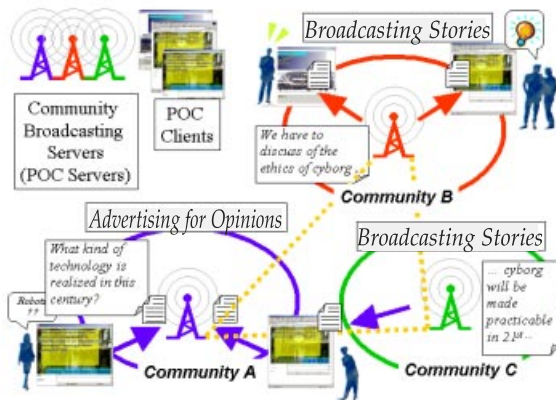 Broadcasting Stories
Community
Broadcasting
Servers
(POC Servers)
POC
Clients
We have to
discuss of the
ethics of cyborg
Community B
Advertising for Opinions
What kind of
technology is
realized in this
century?
Broadcasting Stories
... cyborg
will be
made
practicable
in 21st...
Community A
Community C